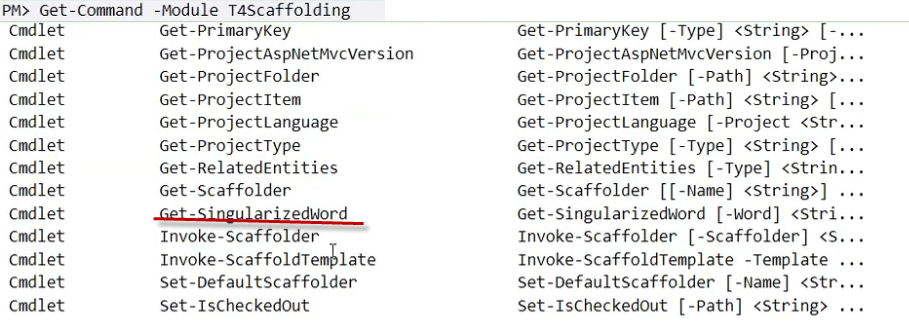 PM> Get-Command -Module T4Scaffolding
Cmdlet Get-PrimaryKey Get-PrimaryKey [-Type] <String> [-...
Cmdlet Get-ProjectAspNetMvcVersion Get-ProjectAspNetMvcVersion [-Proj...
Cmdlet Get-ProjectFolder Get-ProjectFolder [-Path] <String>...
Cmdlet Get-ProjectItem Get-ProjectItem [-Path] <String> [...
Cmdlet Get-ProjectLanguage Get-ProjectLanguage [-Project <Str...
Cmdlet Get-ProjectType Get-ProjectType [-Type] <String> [...
Cmdlet Get-RelatedEntities Get-RelatedEntities [-Type] <Strin...
Cmdlet Get-Scaffolder Get-Scaffolder [[-Name] <String>] ...
Cmdlet Get-SingularizedWord Get-SingularizedWord [-Word] <Stri...
Cmdlet Invoke-Scaffolder Invoke-Scaffolder [-Scaffolder] <S...
Cmdlet Invoke-ScaffoldTemplate Invoke-ScaffoldTemplate -Template ...
Cmdlet Set-DefaultScaffolder Set-DefaultScaffolder [-Name] <Str...
Cmdlet Set-IsCheckedOut Set-IsCheckedOut [-Path] <String> ...